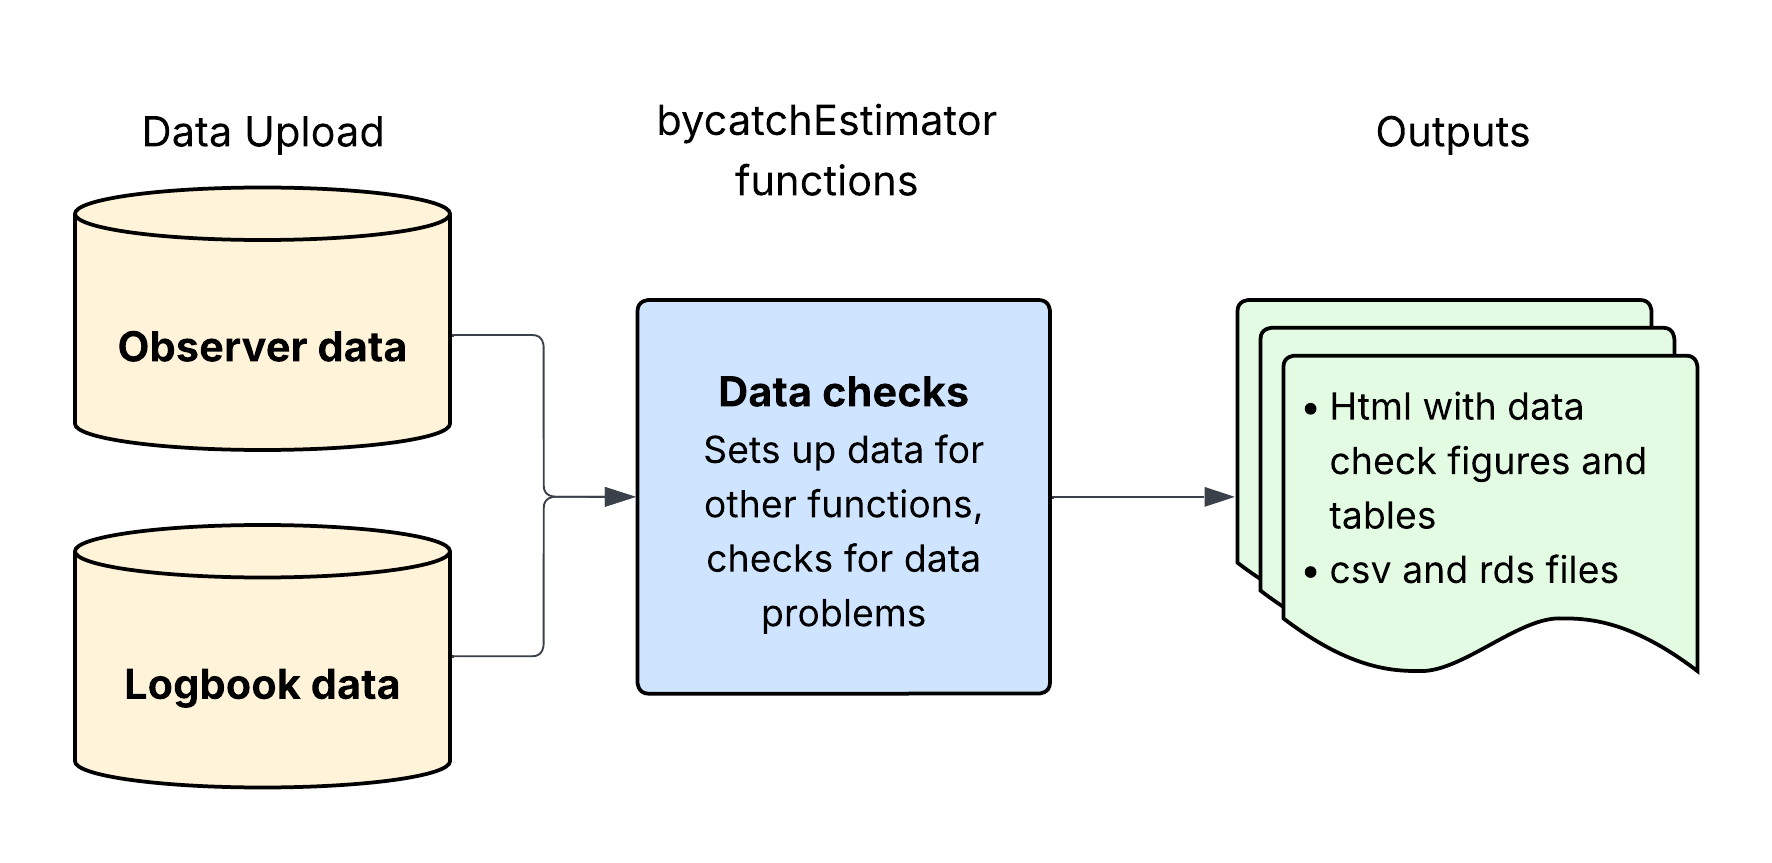 Data Upload
Observer data
Logbook data
bycatchEstimator
functions
Data checks
Sets up data for
other functions,
checks for data
problems
Outputs
• Html with data
check figures and
tables
• csv and rds files